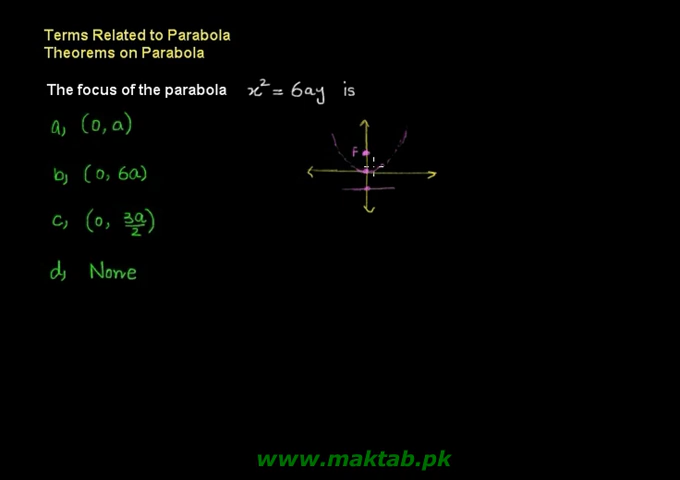 Terms Related to Parabola
Theorems on Parabola
The focus of the parabola x² = 6ay is
a, (0, a)
F
b, (0, 6a)
c, (0, 3a/2)
d, None
www.maktab.pk